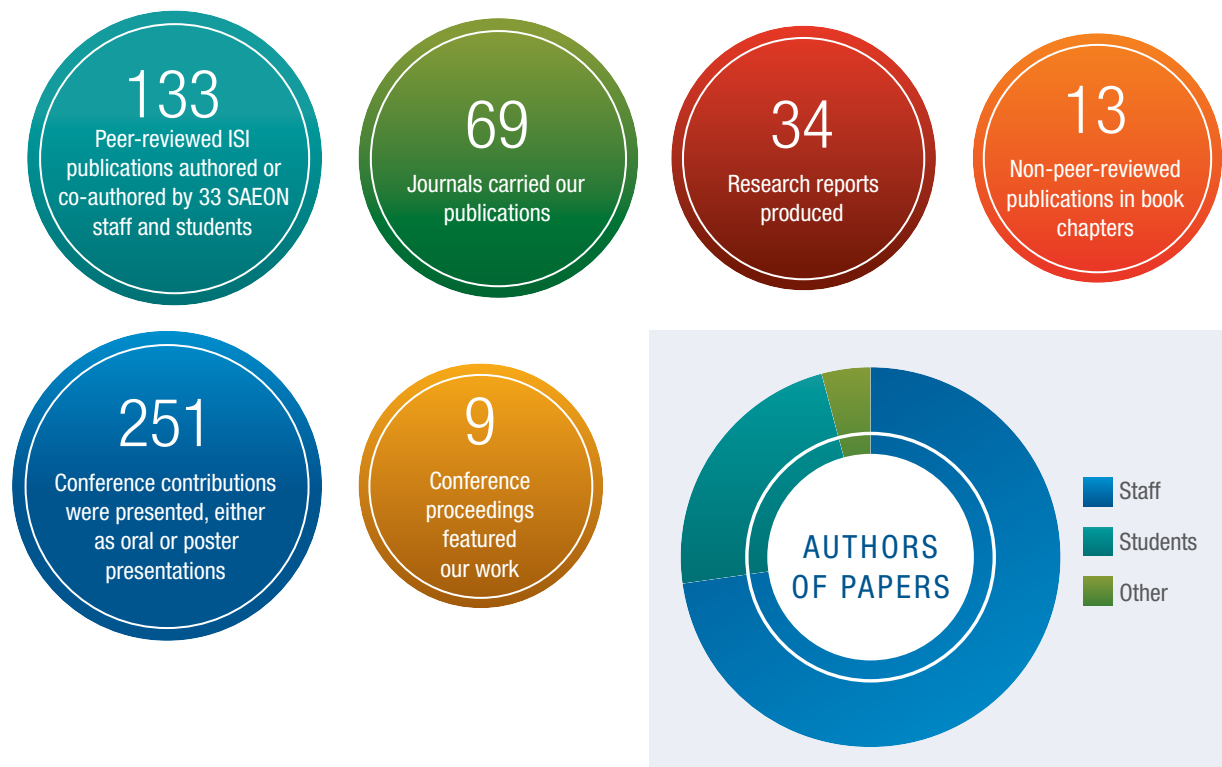 133
Peer-reviewed ISI
publications authored or
co-authored by 33 SAEON
staff and students
69
Journals carried our
publications
34
Research reports
produced
13
Non-peer-reviewed
publications in book
chapters
251
Conference contributions
were presented, either
as oral or poster
presentations
9
Conference
proceedings
featured
our work
AUTHORS
OF PAPERS
Staff
Students
Other